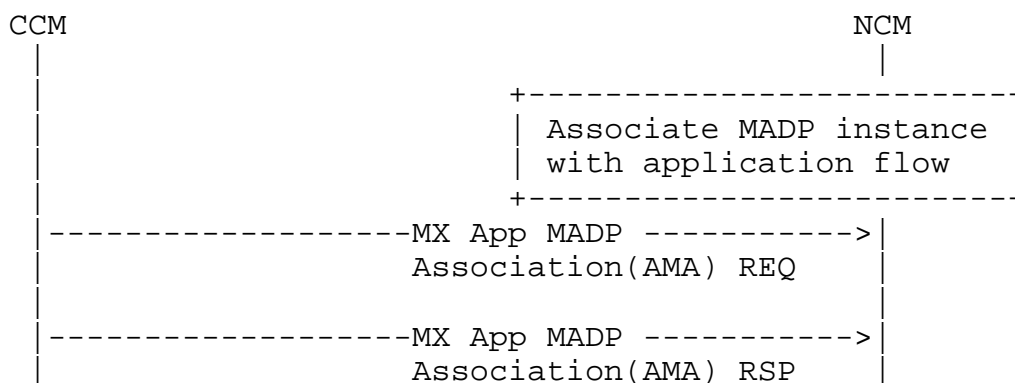 CCM NCM
Associate MADP instance
with application flow
MX App MADP
Association(AMA) REQ
MX App MADP
Association(AMA) RSP